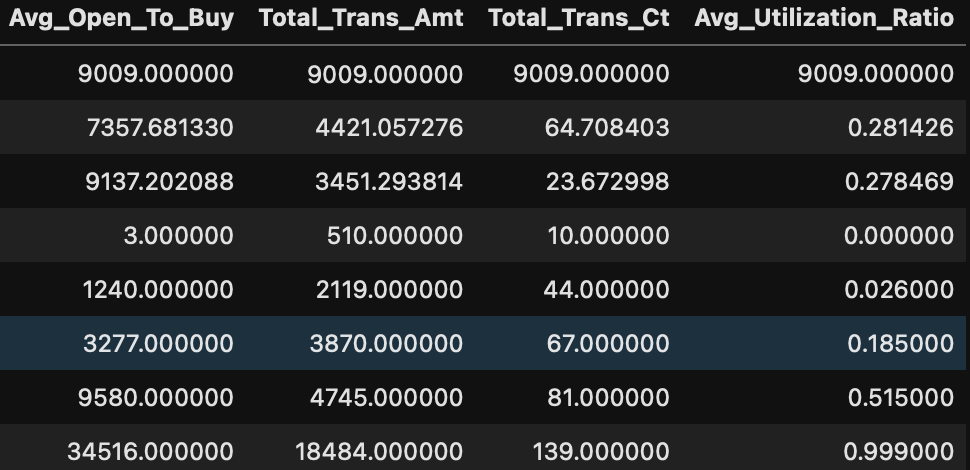 Avg_Open_To_Buy Total_Trans_Amt Total_Trans_Ct Avg_Utilization_Ratio
9009.000000 9009.000000 9009.000000 9009.000000
7357.681330 4421.057276 64.708403 0.281426
9137.202088 3451.293814 23.672998 0.278469
3.000000 510.000000 10.000000 0.000000
1240.000000 2119.000000 44.000000 0.026000
3277.000000 3870.000000 67.000000 0.185000
9580.000000 4745.000000 81.000000 0.515000
34516.000000 18484.000000 139.000000 0.999000